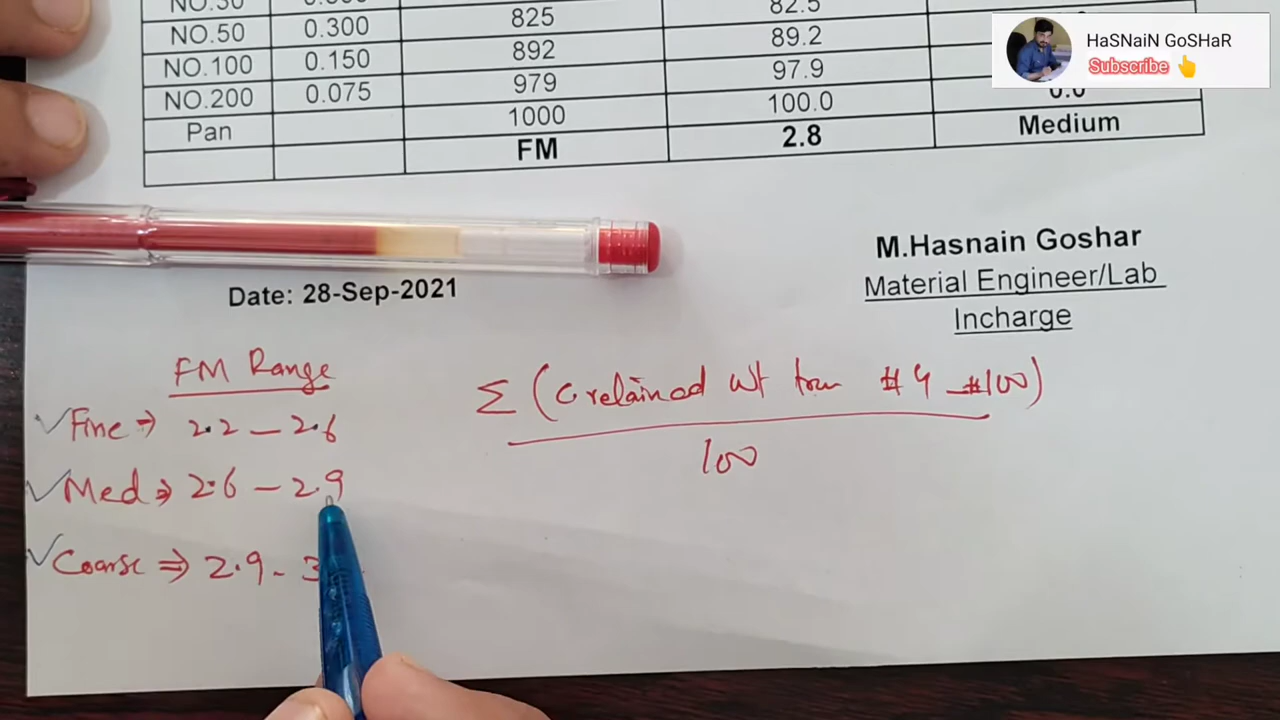 NO.30
NO.50 0.300 825 82.5
NO.100 0.150 892 89.2
NO.200 0.075 979 97.9
Pan 1000 100.0 0.0
FM 2.8 Medium
HaSNaiN GoSHaR
Subscribe 👆
M.Hasnain Goshar
Material Engineer/Lab
Incharge
Date: 28-Sep-2021
FM Range
Fine ⇒ 2.2 – 2.6
Med ⇒ 2.6 – 2.9
Coarse ⇒ 2.9 - 3
Σ (C retained wt from #4 – #100)
100